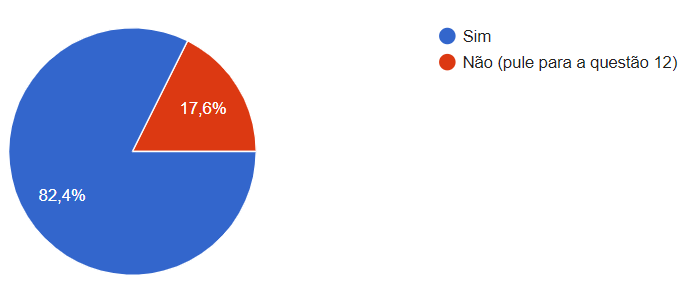 Sim
Não (pule para a questão 12)
17,6%
82,4%